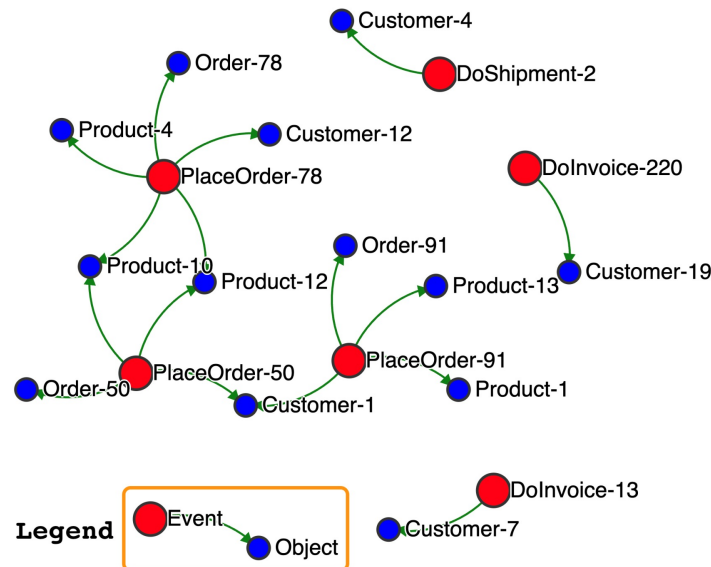 Customer-4
Order-78
DoShipment-2
Product-4
Customer-12
DoInvoice-220
PlaceOrder-78
Order-91
Product-10
Customer-19
Product-12
Product-13
PlaceOrder-91
PlaceOrder-50
Order-50
Product-1
Customer-1
DoInvoice-13
Event
Customer-7
Legend
Object